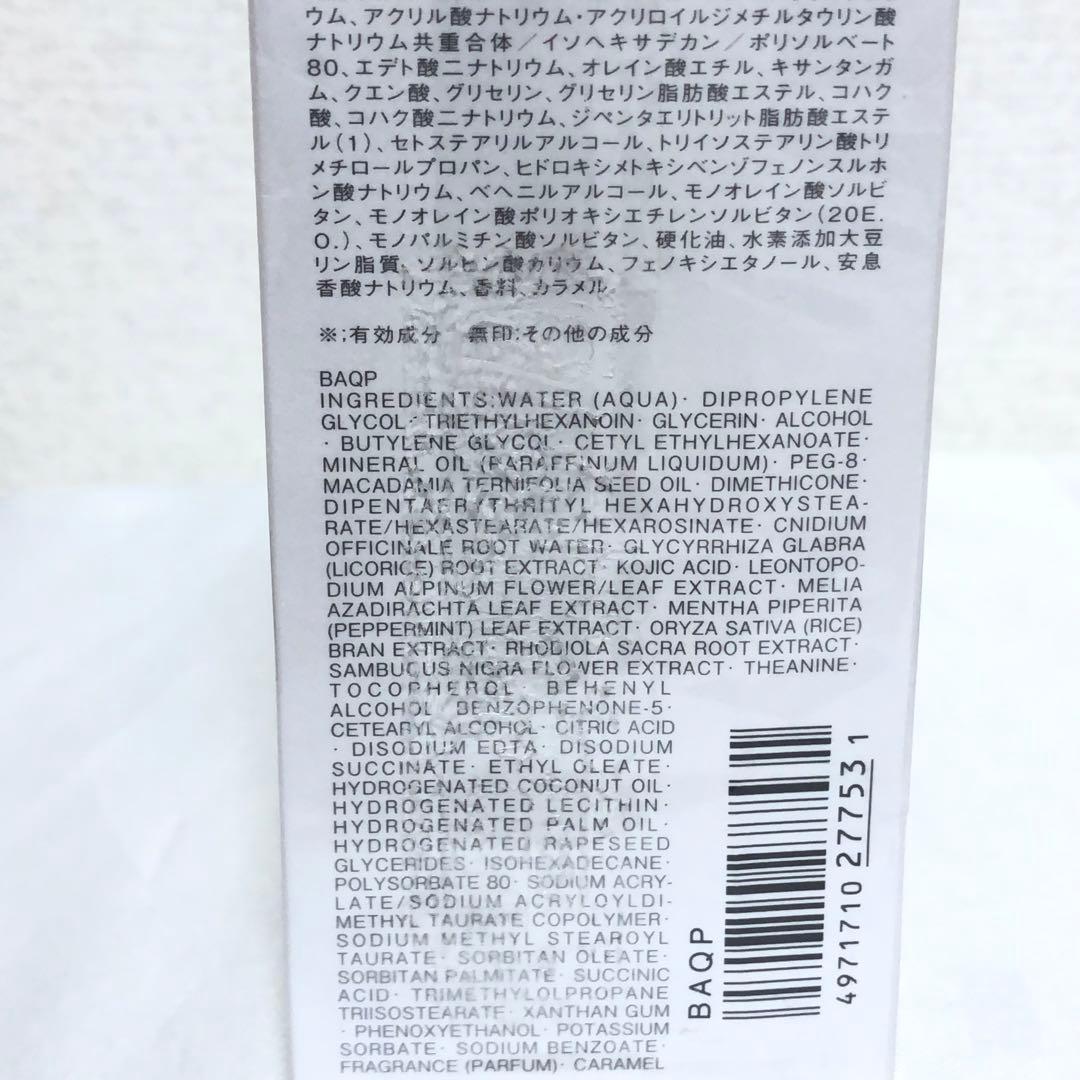 ウム、アクリル酸ナトリウム・アクリロイルジメチルタウリン酸
ナトリウム共重合体／イソヘキサデカン／ポリソルベート
80、エデト酸二ナトリウム、オレイン酸エチル、キサンタンガ
ム、クエン酸、グリセリン、グリセリン脂肪酸エステル、コハク
酸、コハク酸二ナトリウム、ジペンタエリトリット脂肪酸エステ
ル(1)、セトステアリルアルコール、トリイソステアリン酸トリ
メチロールプロパン、ヒドロキシメトキシベンゾフェノンスルホ
ン酸ナトリウム、ベヘニルアルコール、モノオレイン酸ソルビ
タン、モノオレイン酸ポリオキシエチレンソルビタン(20E.
O.)、モノパルミチン酸ソルビタン、硬化油、水素添加大豆
リン脂質、ソルビン酸カリウム、フェノキシエタノール、安息
香酸ナトリウム、香料、カラメル
※;有効成分　無印:その他の成分
BAQP
INGREDIENTS:WATER (AQUA)· DIPROPYLENE
GLYCOL· TRIETHYLHEXANOIN· GLYCERIN· ALCOHOL
· BUTYLENE GLYCOL· CETYL ETHYLHEXANOATE·
MINERAL OIL (PARAFFINUM LIQUIDUM)· PEG-8·
MACADAMIA TERNIFOLIA SEED OIL· DIMETHICONE·
DIPENTAERYTHRITYL HEXAHYDROXYSTEA-
RATE/HEXASTEARATE/HEXAROSINATE· CNIDIUM
OFFICINALE ROOT WATER· GLYCYRRHIZA GLABRA
(LICORICE) ROOT EXTRACT· KOJIC ACID· LEONTOPO-
DIUM ALPINUM FLOWER/LEAF EXTRACT· MELIA
AZADIRACHTA LEAF EXTRACT· MENTHA PIPERITA
(PEPPERMINT) LEAF EXTRACT· ORYZA SATIVA (RICE)
BRAN EXTRACT· RHODIOLA SACRA ROOT EXTRACT·
SAMBUCUS NIGRA FLOWER EXTRACT· THEANINE·
TOCOPHEROL· BEHENYL
ALCOHOL· BENZOPHENONE-5·
CETEARYL ALCOHOL· CITRIC ACID
· DISODIUM EDTA· DISODIUM
SUCCINATE· ETHYL OLEATE·
HYDROGENATED COCONUT OIL·
HYDROGENATED LECITHIN·
HYDROGENATED PALM OIL·
HYDROGENATED RAPESEED
GLYCERIDES· ISOHEXADECANE·
POLYSORBATE 80· SODIUM ACRY-
LATE/SODIUM ACRYLOYLDI-
METHYL TAURATE COPOLYMER·
SODIUM METHYL STEAROYL
TAURATE· SORBITAN OLEATE·
SORBITAN PALMITATE· SUCCINIC
ACID· TRIMETHYLOLPROPANE
TRIISOSTEARATE· XANTHAN GUM
· PHENOXYETHANOL· POTASSIUM
SORBATE· SODIUM BENZOATE·
FRAGRANCE (PARFUM)· CARAMEL
BAQP
4971710 277531